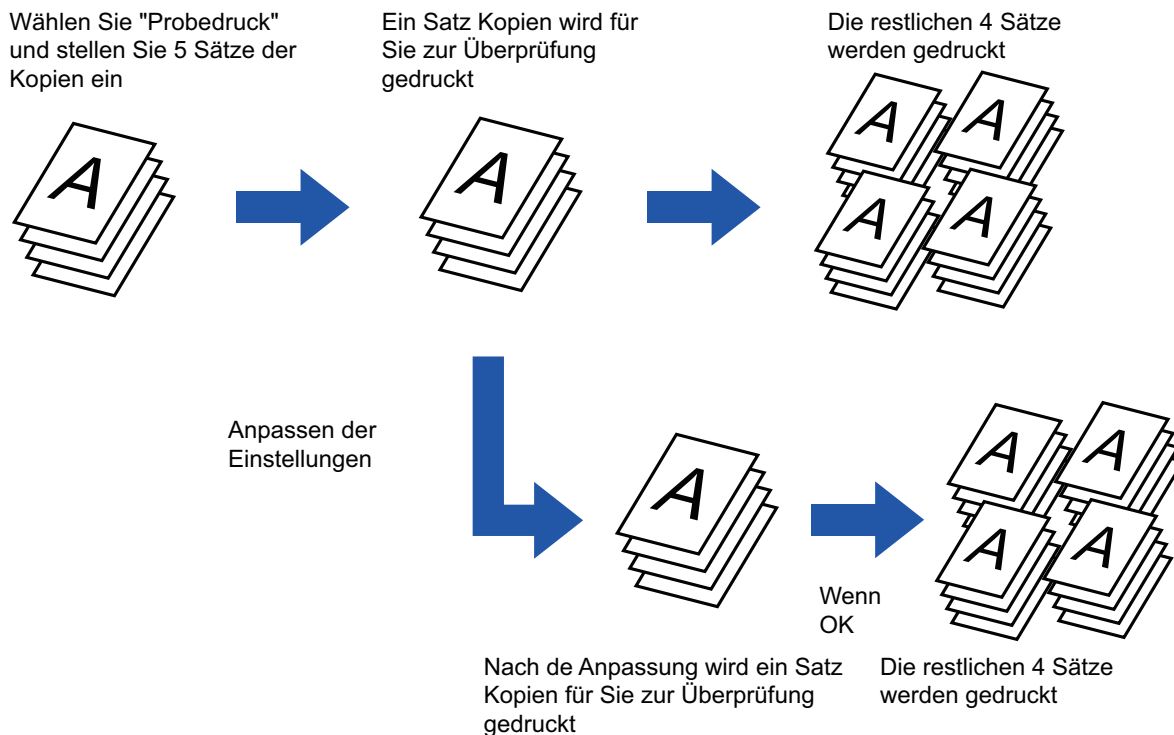 Wählen Sie "Probedruck"
und stellen Sie 5 Sätze der
Kopien ein
Ein Satz Kopien wird für
Sie zur Überprüfung
gedruckt
Die restlichen 4 Sätze
werden gedruckt
A
A
A
A
A
A
Anpassen der
Einstellungen
A
A
A
A
A
Wenn
OK
Nach de Anpassung wird ein Satz
Kopien für Sie zur Überprüfung
gedruckt
Die restlichen 4 Sätze
werden gedruckt